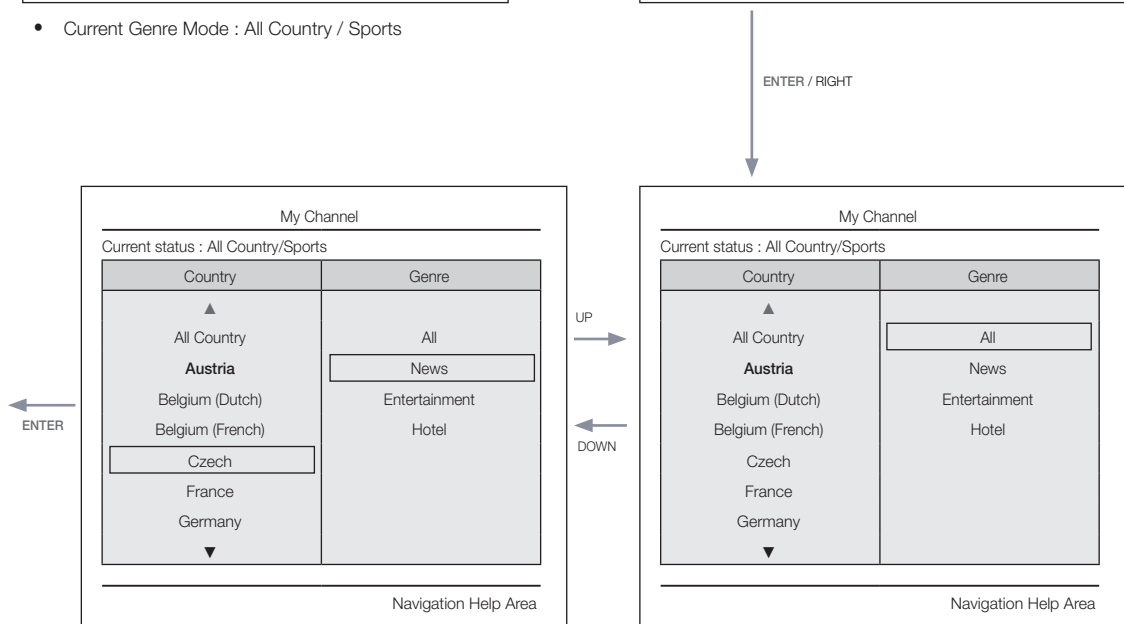 • Current Genre Mode : All Country / Sports
ENTER / RIGHT
My Channel
Current status : All Country/Sports
Country Genre
▲
All Country All
Austria News
Belgium (Dutch) Entertainment
Belgium (French) Hotel
Czech
France
Germany
▼
Navigation Help Area
ENTER
UP
DOWN
My Channel
Current status : All Country/Sports
Country Genre
▲
All Country All
Austria News
Belgium (Dutch) Entertainment
Belgium (French) Hotel
Czech
France
Germany
▼
Navigation Help Area